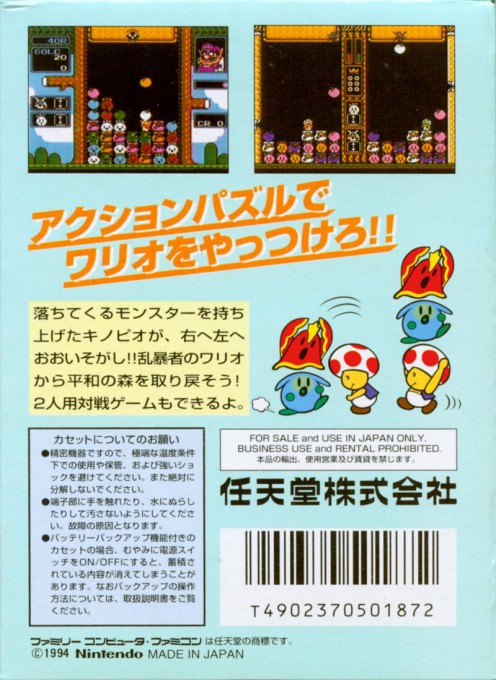 40R
GOLD
20
0
CR 0
アクションパズルで
ワリオをやっつけろ!!
落ちてくるモンスターを持ち
上げたキノピオが、右へ左へ
おおいそがし!!乱暴者のワリオ
から平和の森を取り戻そう!
2人用対戦ゲームもできるよ。
カセットについてのお願い
●精密機器ですので、極端な温度条件
下での使用や保管、および強いショ
ックを避けてください。また絶対に
分解しないでください。
●端子部に手を触れたり、水にぬらし
たりして汚さないようにしてくださ
い。故障の原因となります。
●バッテリーバックアップ機能付きの
カセットの場合、むやみに電源スイ
ッチをON/OFFにすると、蓄積さ
れている内容が消えてしまうことが
あります。なおバックアップの操作
方法については、取扱説明書をご覧
ください。
FOR SALE and USE IN JAPAN ONLY.
BUSINESS USE and RENTAL PROHIBITED.
本品の輸出、使用営業及び賃貸を禁じます。
任天堂株式会社
T4902370501872
ファミリー コンピュータ・ファミコン は任天堂の商標です。
©1994 Nintendo MADE IN JAPAN